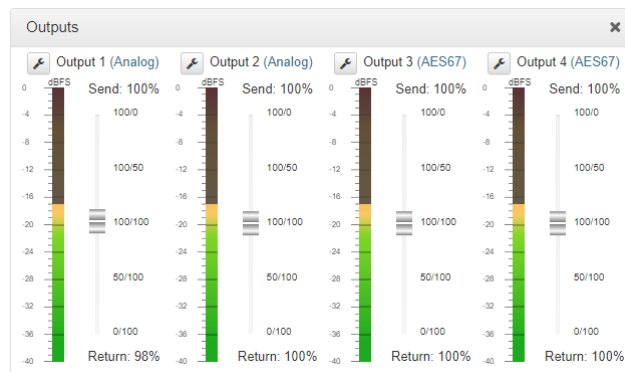 Outputs
Output 1 (Analog) Output 2 (Analog) Output 3 (AES67) Output 4 (AES67)
dBFS dBFS dBFS dBFS
0 Send: 100% 0 Send: 100% 0 Send: 100% 0 Send: 100%
-4 100/0 -4 100/0 -4 100/0 -4 100/0
-8 -8 -8 -8
-12 100/50 -12 100/50 -12 100/50 -12 100/50
-16 -16 -16 -16
-20 100/100 -20 100/100 -20 100/100 -20 100/100
-24 -24 -24 -24
-28 50/100 -28 50/100 -28 50/100 -28 50/100
-32 -32 -32 -32
-36 0/100 -36 0/100 -36 0/100 -36 0/100
-40 Return: 98% -40 Return: 100% -40 Return: 100% -40 Return: 100%